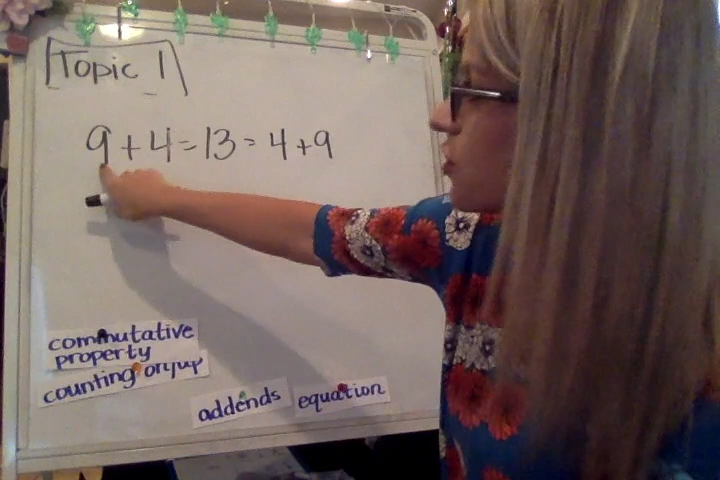 Topic 1
9 + 4 = 13 = 4 + 9
commutative
property
counting on/up
addends
equation